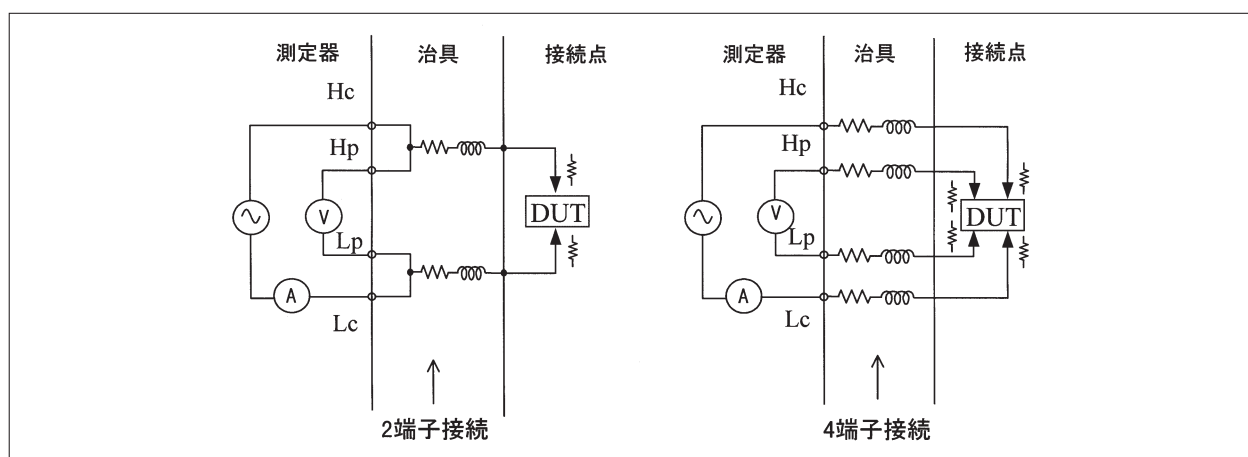 測定器 治具 接続点
Hc
Hp
V
DUT
Lp
A
Lc
2端子接続
測定器 治具 接続点
Hc
Hp
V
DUT
Lp
A
Lc
4端子接続